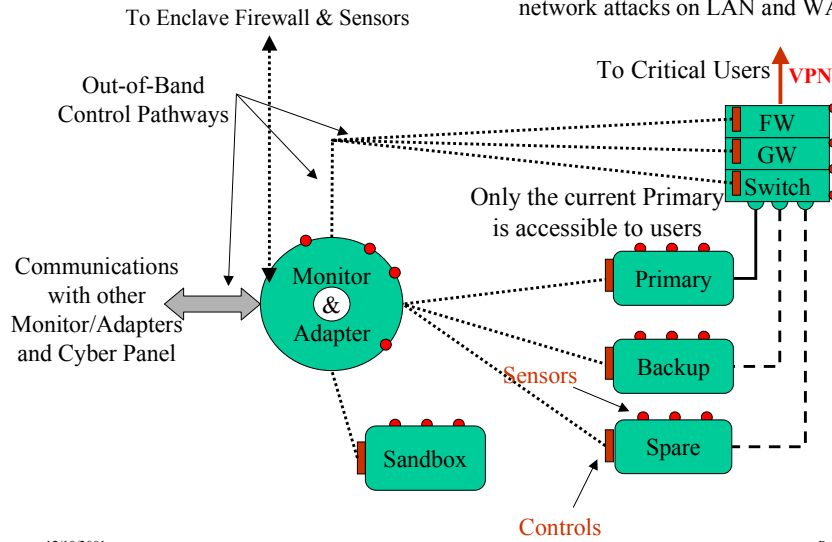 network attacks on LAN and
To Enclave Firewall & Sensors
To Critical Users
VPN
Out-of-Band
Control Pathways
FW
GW
Switch
Only the current Primary
is accessible to users
Communications
with other
Monitor/Adapters
and Cyber Panel
Monitor
&
Adapter
Primary
Backup
Sensors
Spare
Sandbox
Controls